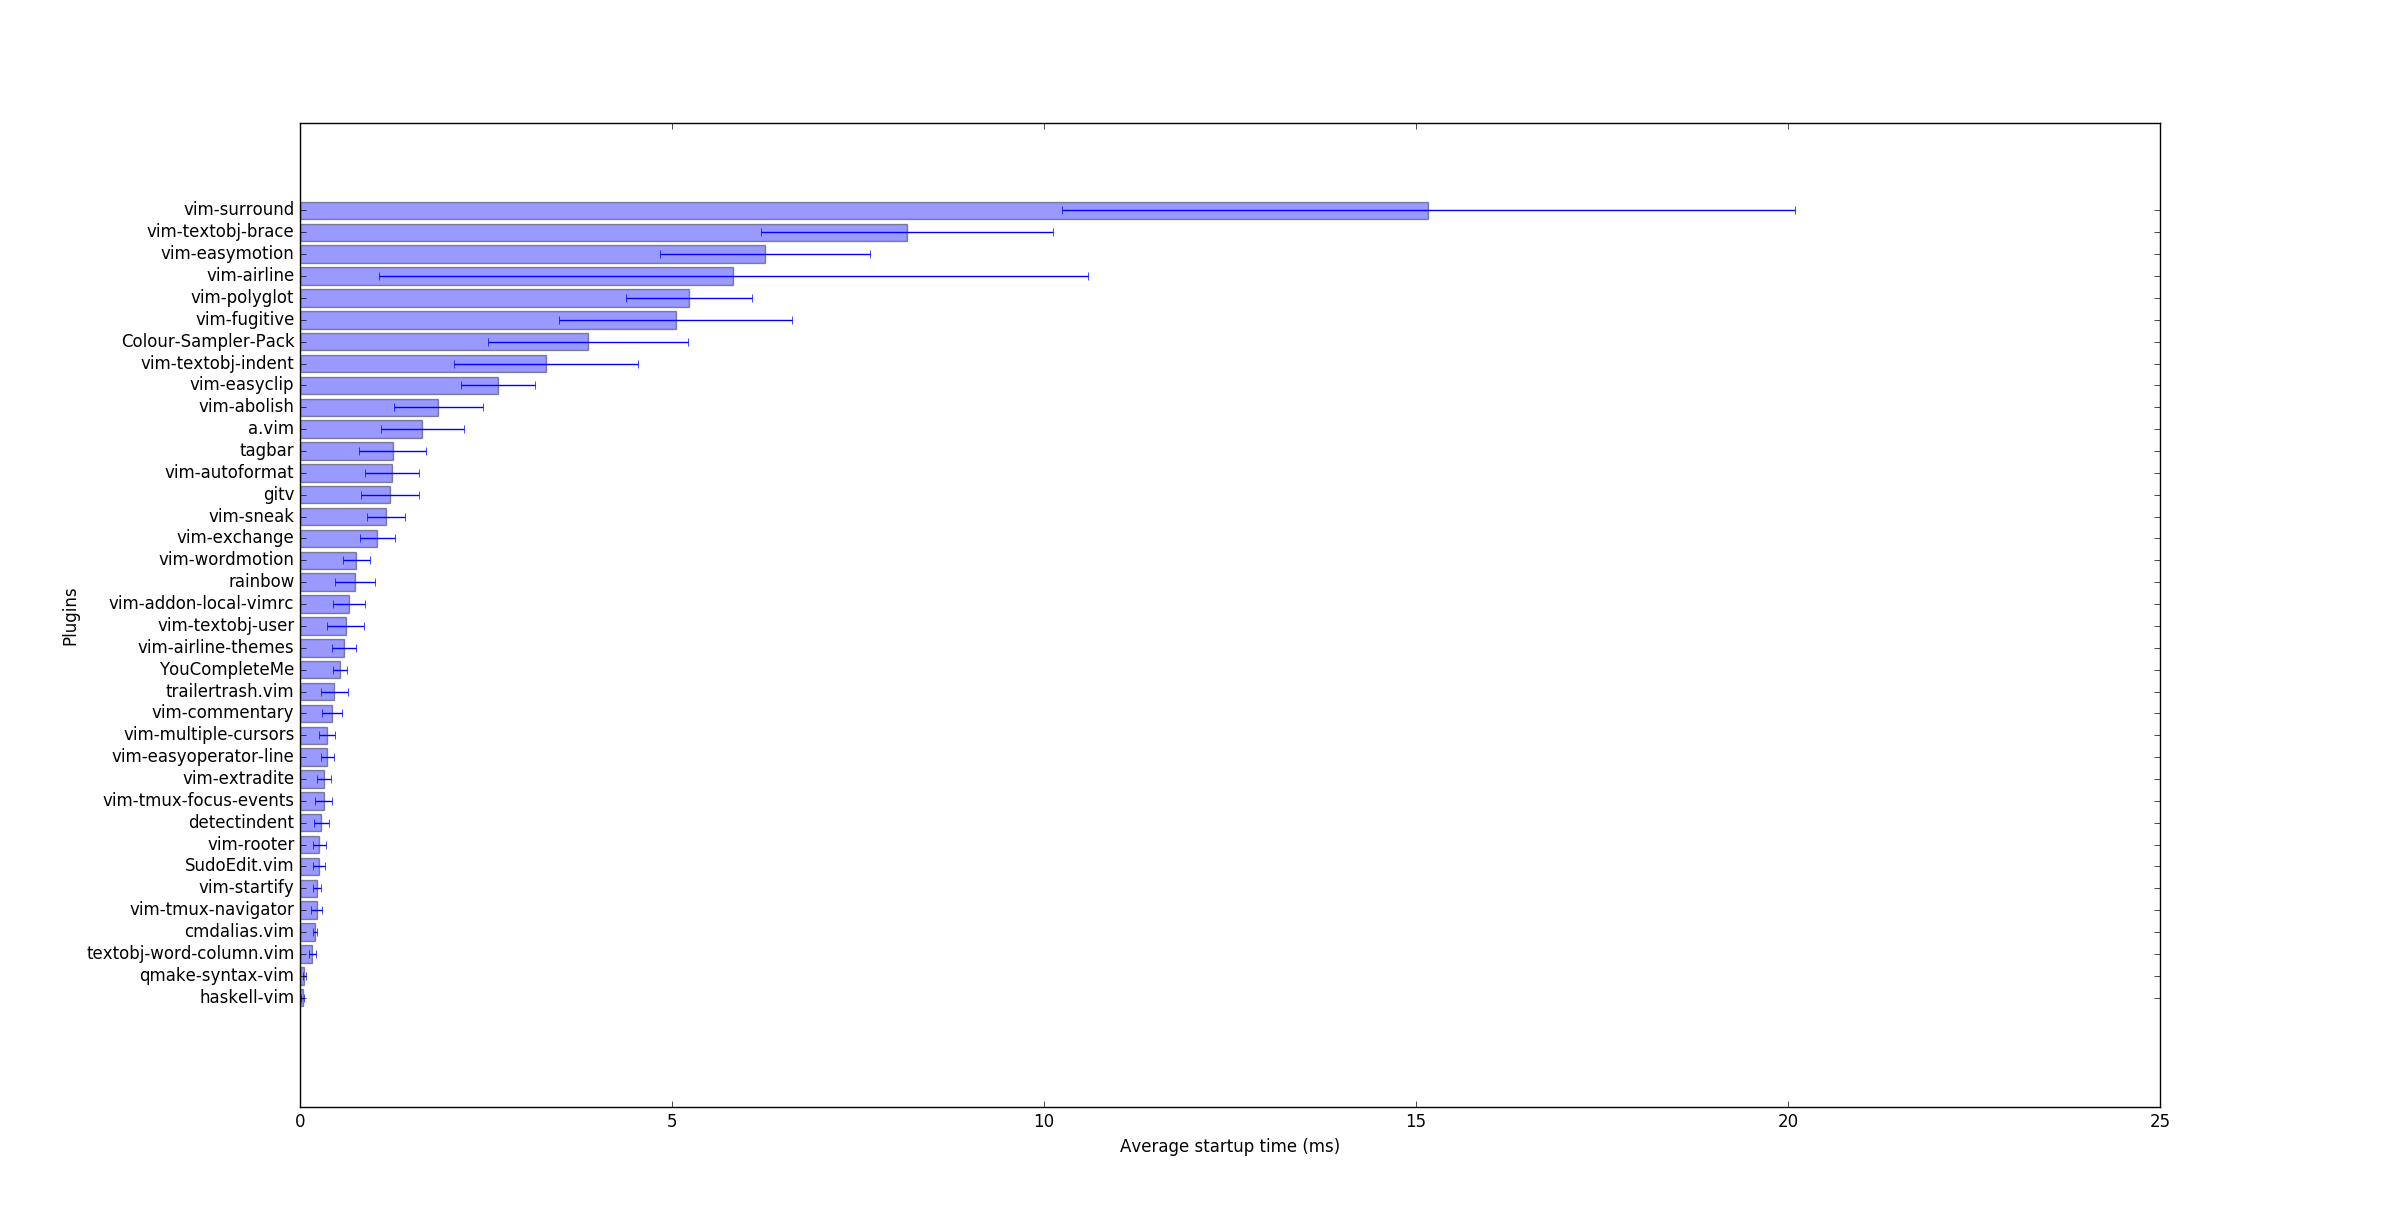 vim-surround
vim-textobj-brace
vim-easymotion
vim-airline
vim-polyglot
vim-fugitive
Colour-Sampler-Pack
vim-textobj-indent
vim-easyclip
vim-abolish
a.vim
tagbar
vim-autoformat
gitv
vim-sneak
vim-exchange
vim-wordmotion
rainbow
vim-addon-local-vimrc
vim-textobj-user
vim-airline-themes
YouCompleteMe
trailertrash.vim
vim-commentary
vim-multiple-cursors
vim-easyoperator-line
vim-extradite
vim-tmux-focus-events
detectindent
vim-rooter
SudoEdit.vim
vim-startify
vim-tmux-navigator
cmdalias.vim
textobj-word-column.vim
qmake-syntax-vim
haskell-vim
Plugins
0 5 10 15 20 25
Average startup time (ms)